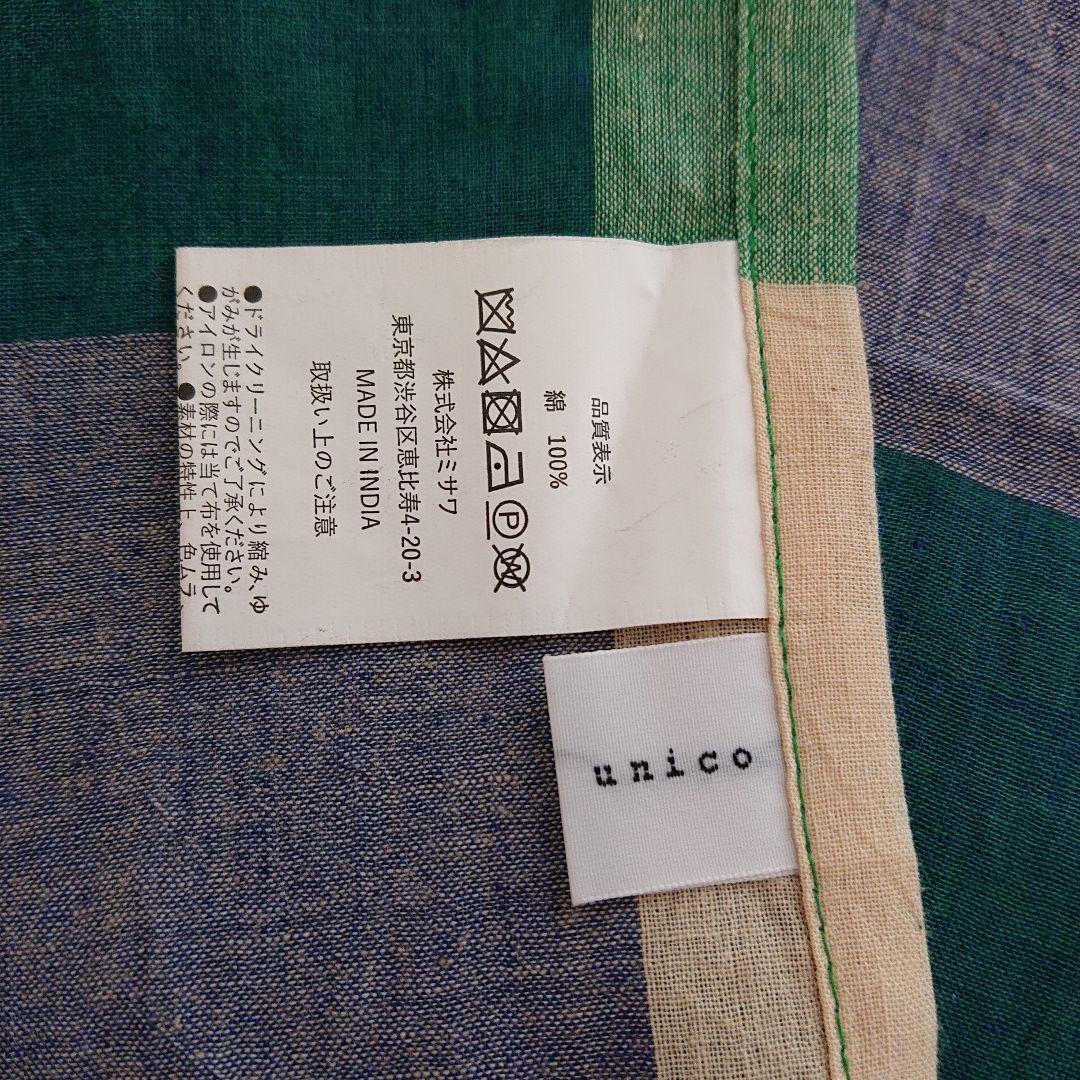 品質表示
綿 100%
P W
株式会社ミサワ
東京都渋谷区恵比寿4-20-3
MADE IN INDIA
取扱い上のご注意
●ドライクリーニングにより縮み、ゆ
がみが生じますのでご了承ください。
●アイロンの際には当て布を使用して
ください ●素材の特性上 色ムラ
unico